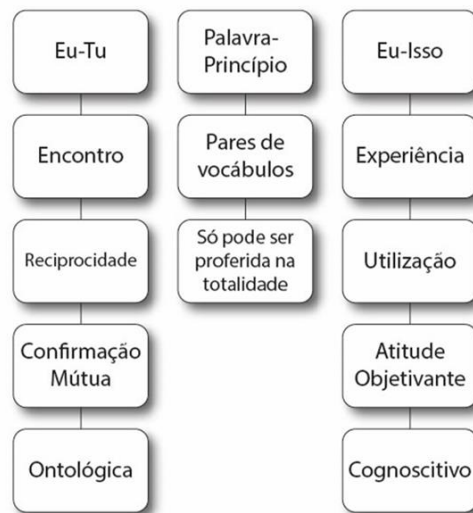 Eu-Tu
Encontro
Reciprocidade
Confirmação
Mútua
Ontológica
Palavra-
Princípio
Pares de
vocábulos
Só pode ser
proferida na
totalidade
Eu-Isso
Experiência
Utilização
Atitude
Objetivante
Cognoscitivo